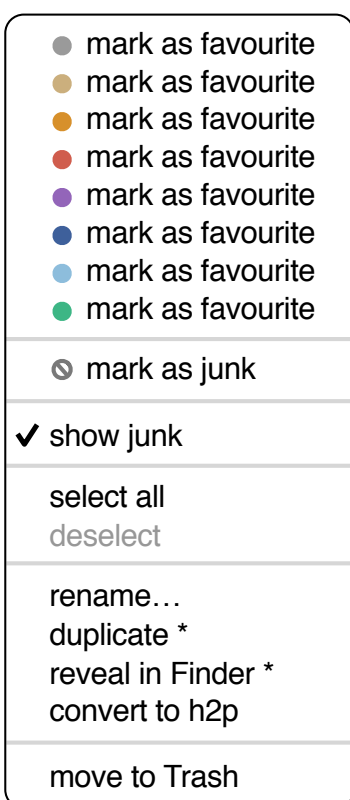 mark as favourite
mark as favourite
mark as favourite
mark as favourite
mark as favourite
mark as favourite
mark as favourite
mark as favourite
mark as junk
show junk
select all
deselect
rename…
duplicate *
reveal in Finder *
convert to h2p
move to Trash